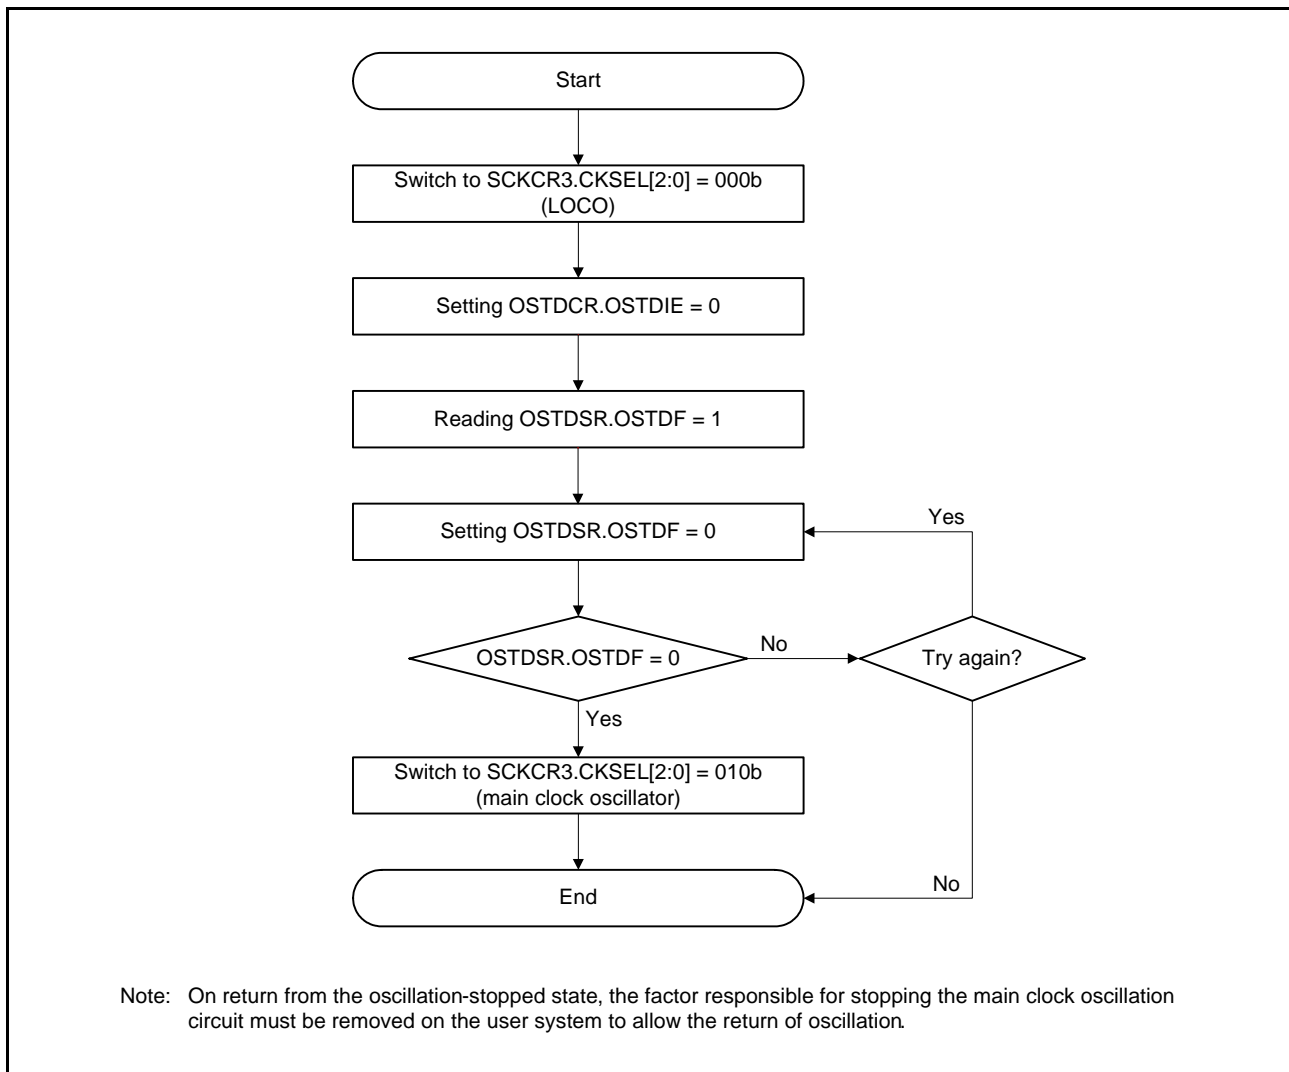 Start
Switch to SCKCR3.CKSEL[2:0] = 000b
(LOCO)
Setting OSTDCR.OSTDIE = 0
Reading OSTDSR.OSTDF = 1
Setting OSTDSR.OSTDF = 0
Yes
OSTDSR.OSTDF = 0
No
Try again?
Yes
Switch to SCKCR3.CKSEL[2:0] = 010b
(main clock oscillator)
No
End
Note: On return from the oscillation-stopped state, the factor responsible for stopping the main clock oscillation
circuit must be removed on the user system to allow the return of oscillation.